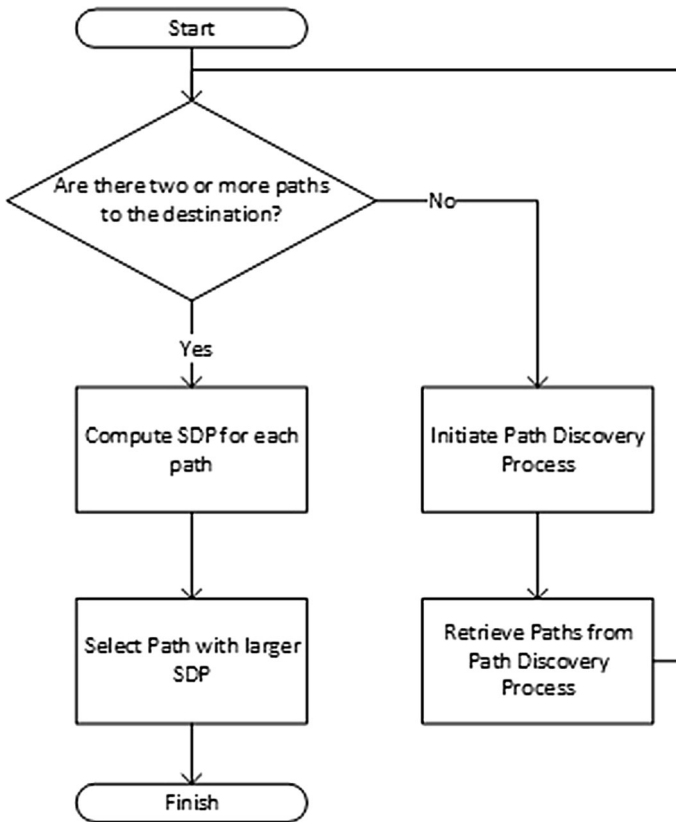 Start
Are there two or more paths
to the destination?
No
Yes
Compute SDP for each
path
Initiate Path Discovery
Process
Select Path with larger
SDP
Retrieve Paths from
Path Discovery
Process
Finish